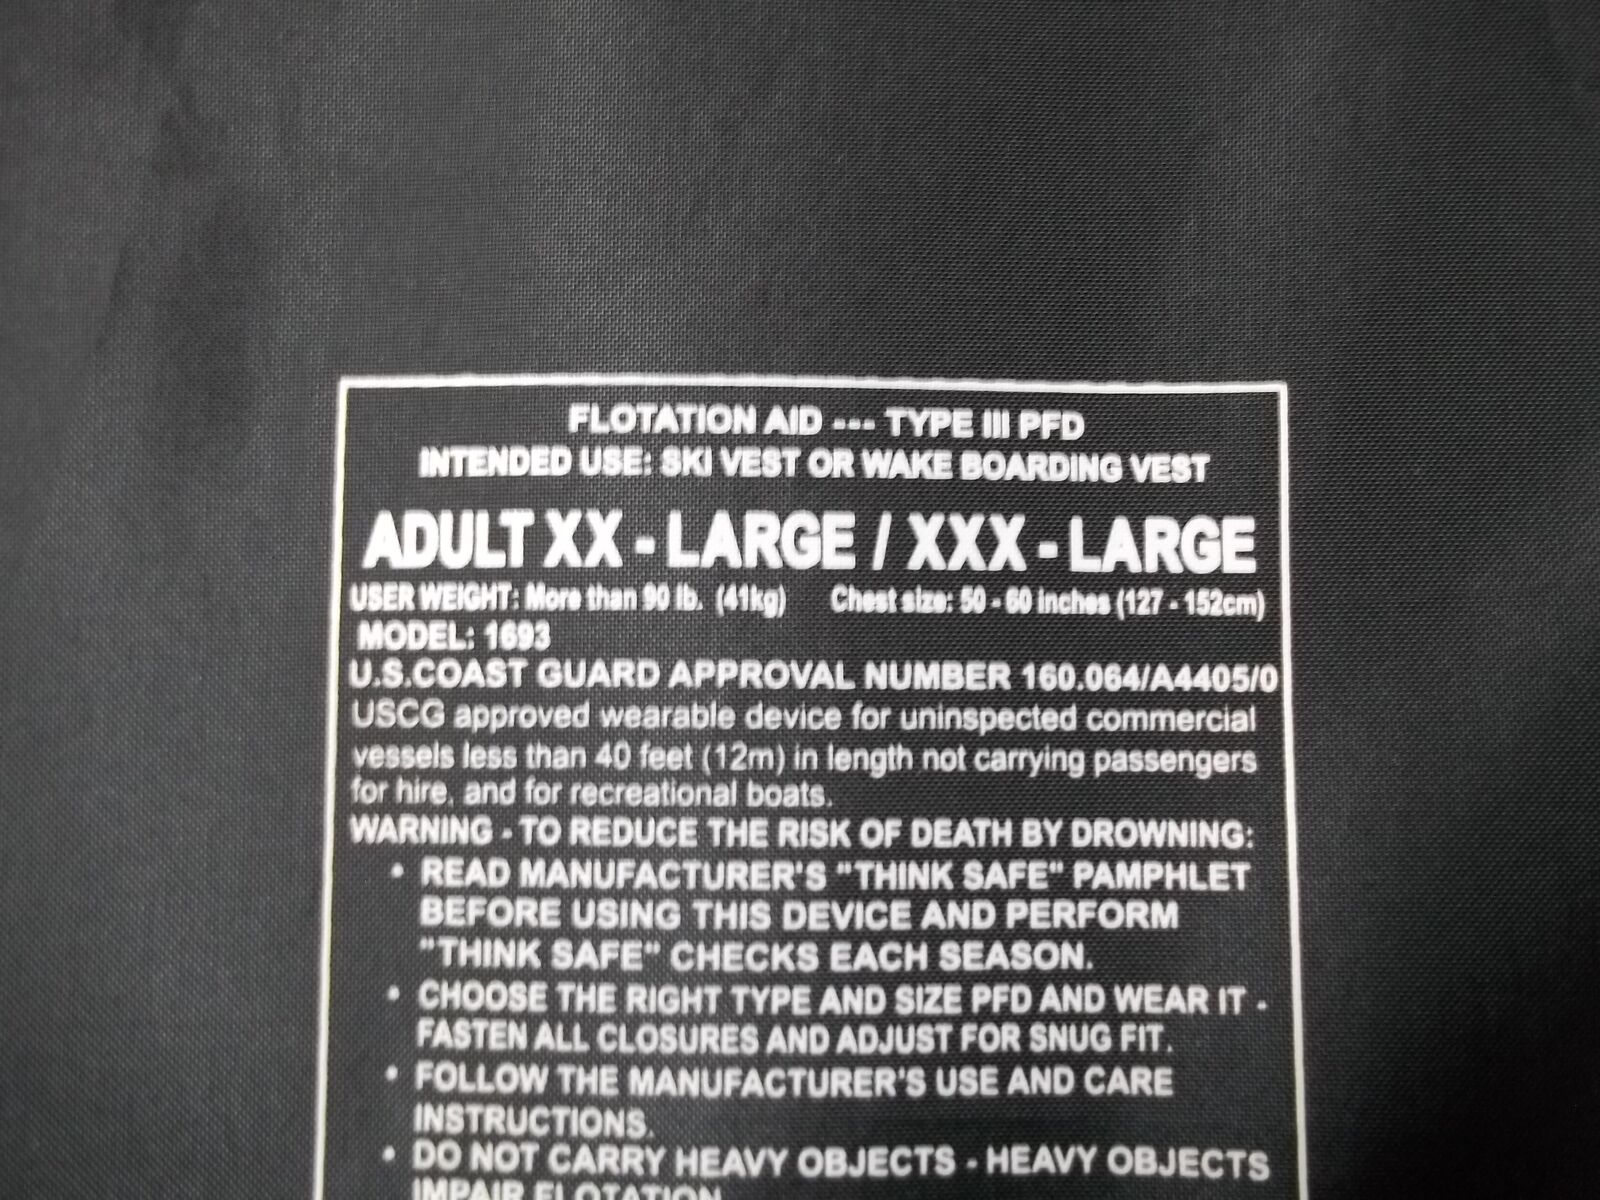 FLOTATION AID --- TYPE III PFD
INTENDED USE: SKI VEST OR WAKE BOARDING VEST
ADULT XX - LARGE / XXX - LARGE
USER WEIGHT: More than 90 lb. (41kg) Chest size: 50 - 60 inches (127 - 152cm)
MODEL: 1693
U.S.COAST GUARD APPROVAL NUMBER 160.064/A4405/0
USCG approved wearable device for uninspected commercial
vessels less than 40 feet (12m) in length not carrying passengers
for hire, and for recreational boats.
WARNING - TO REDUCE THE RISK OF DEATH BY DROWNING:
• READ MANUFACTURER'S "THINK SAFE" PAMPHLET
BEFORE USING THIS DEVICE AND PERFORM
"THINK SAFE" CHECKS EACH SEASON.
• CHOOSE THE RIGHT TYPE AND SIZE PFD AND WEAR IT -
FASTEN ALL CLOSURES AND ADJUST FOR SNUG FIT.
• FOLLOW THE MANUFACTURER'S USE AND CARE
INSTRUCTIONS.
• DO NOT CARRY HEAVY OBJECTS - HEAVY OBJECTS
IMPAIR FLOTATION